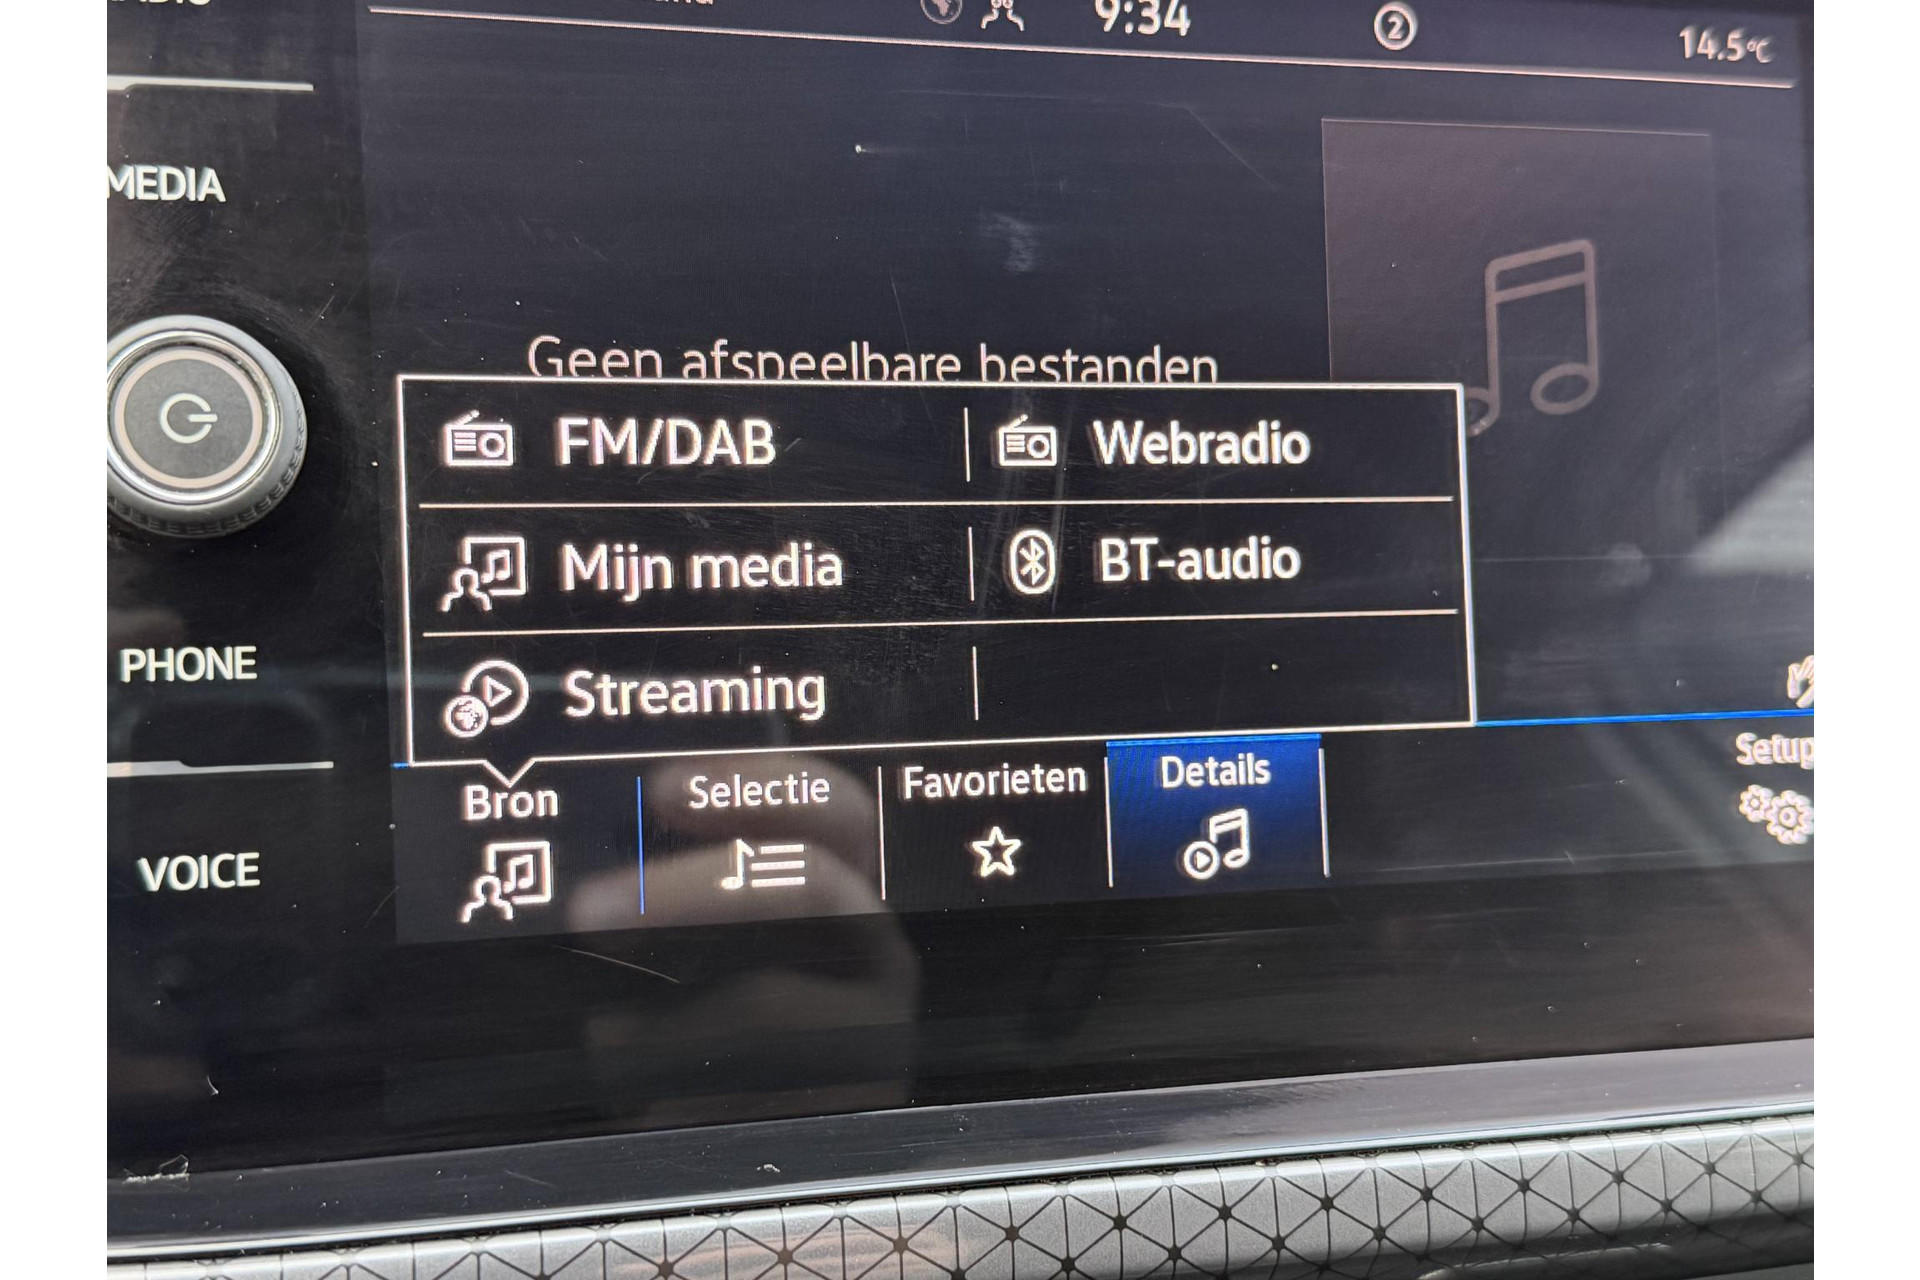 9:34
2
14.5°C
MEDIA
Geen afspeelbare bestanden
FM/DAB
Webradio
Mijn media
BT-audio
PHONE
Streaming
Setup
Bron
Selectie
Favorieten
Details
VOICE